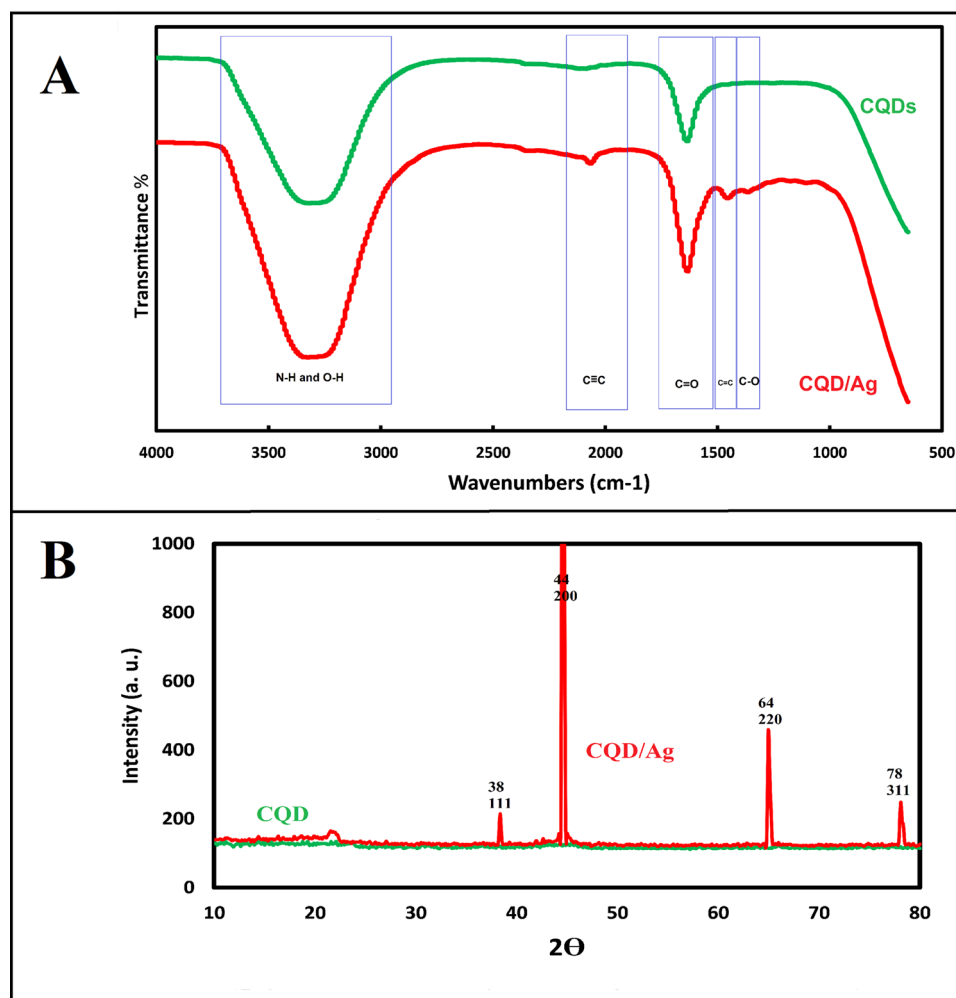 A
CQDs
Transmittance %
N-H and O-H
C≡C
C=O
C=C
C-O
CQD/Ag
4000 3500 3000 2500 2000 1500 1000 500
Wavenumbers (cm-1)
B
1000
800
600
400
200
0
Intensity (a. u.)
44
200
CQD/Ag
64
220
38
111
78
311
CQD
10 20 30 40 50 60 70 80
2Ө